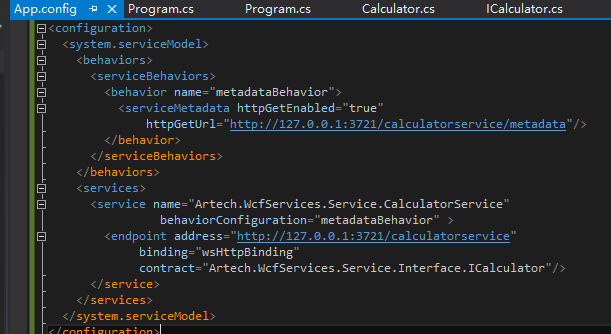 App.config Program.cs Calculator.cs ICalculator.cs
<configuration>
<system.serviceModel>
<behaviors>
<serviceBehaviors>
<behavior name="metadataBehavior">
<serviceMetadata httpGetEnabled="true"
httpGetUrl="http://127.0.0.1:3721/calculatorservice/metadata"/>
</behavior>
</serviceBehaviors>
</behaviors>
<services>
<service name="Artech.WcfServices.Service.CalculatorService"
behaviorConfiguration="metadataBehavior" >
<endpoint address="http://127.0.0.1:3721/calculatorservice"
binding="wsHttpBinding"
contract="Artech.WcfServices.Service.Interface.ICalculator"/>
</service>
</services>
</system.serviceModel>
</configuration>